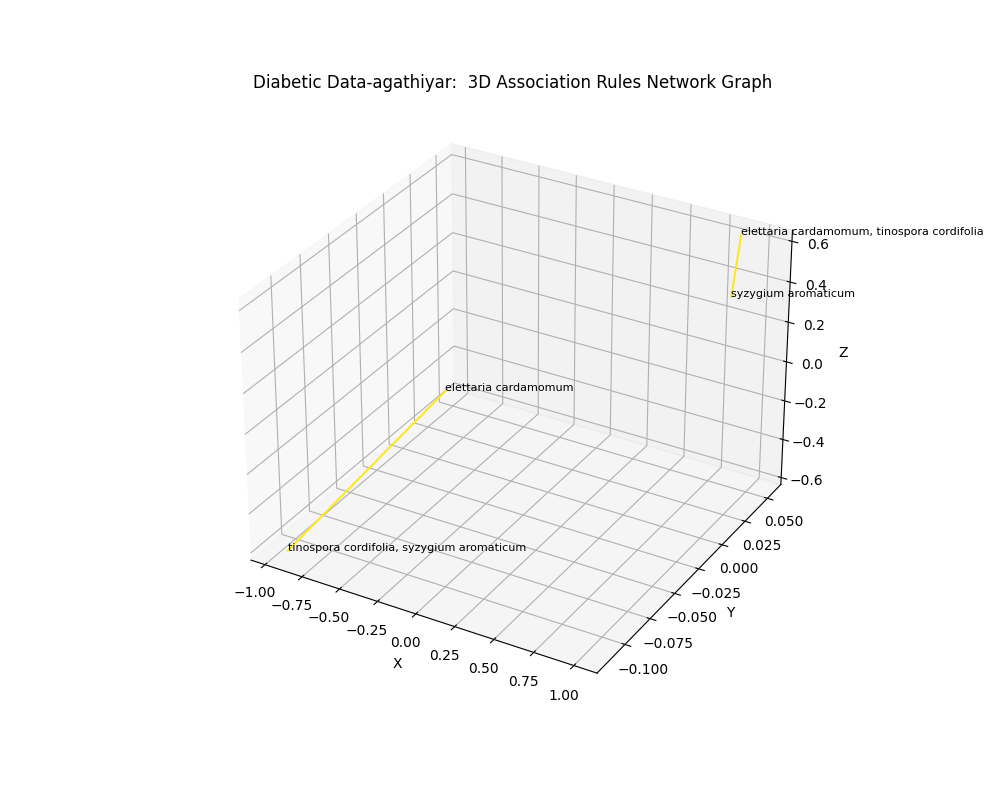 Diabetic Data-agathiyar:  3D Association Rules Network Graph
elettaria cardamomum, tinospora cordifolia
syzygium aromaticum
elettaria cardamomum
tinospora cordifolia, syzygium aromaticum
0.6
0.4
0.2
0.0
−0.2
−0.4
−0.6
Z
0.050
0.025
0.000
−0.025
−0.050
−0.075
−0.100
Y
−1.00
−0.75
−0.50
−0.25
0.00
0.25
0.50
0.75
1.00
X